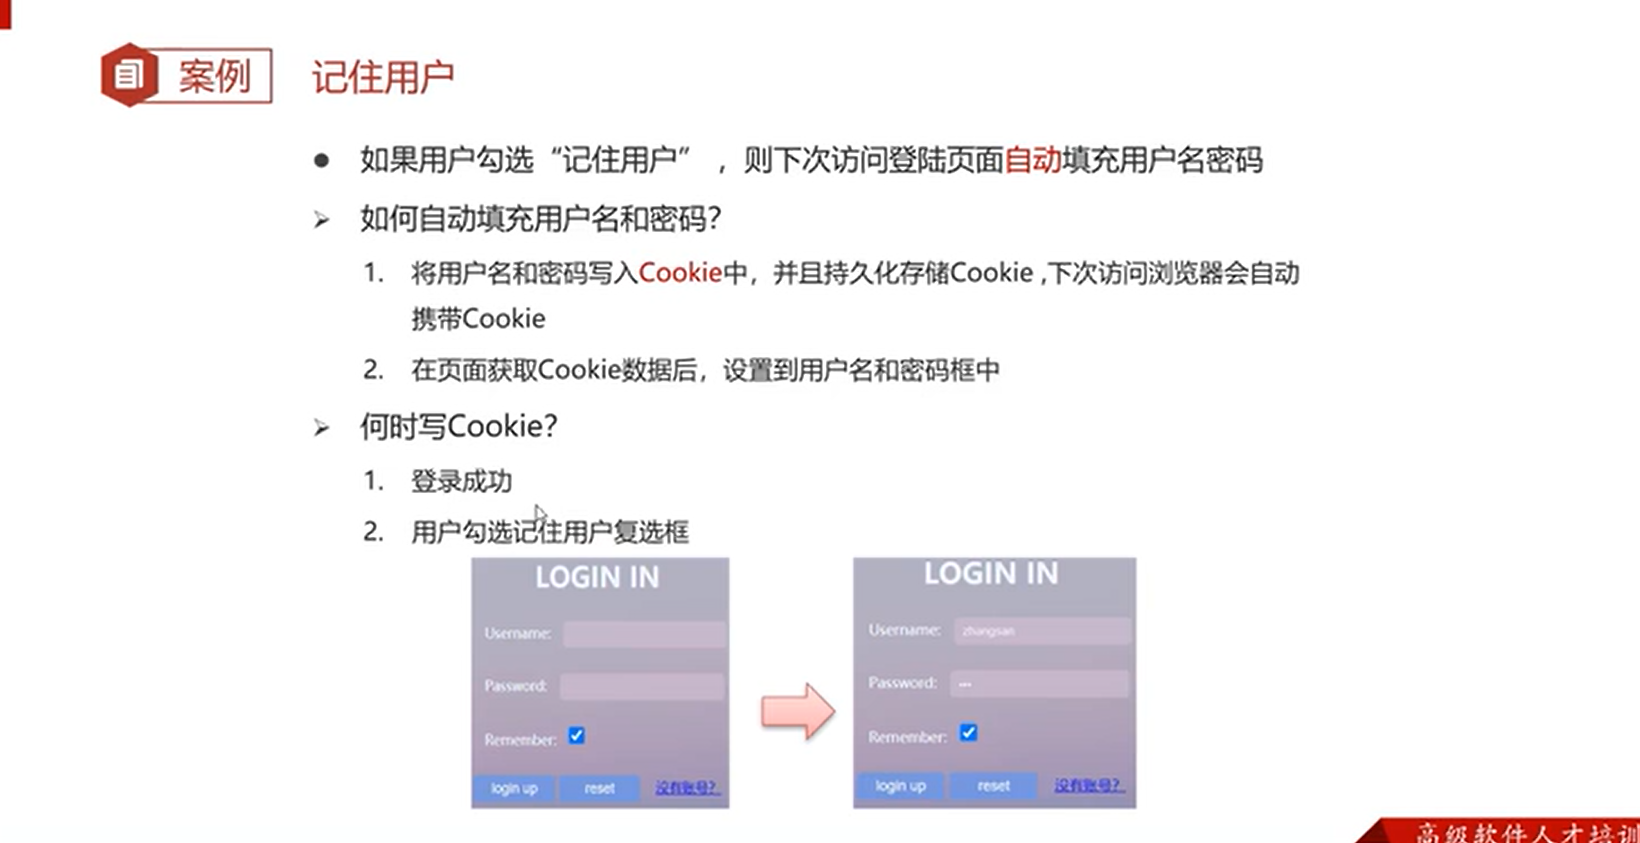 案例 记住用户
● 如果用户勾选“记住用户” ，则下次访问登陆页面自动填充用户名密码
➢ 如何自动填充用户名和密码?
1. 将用户名和密码写入Cookie中，并且持久化存储Cookie ,下次访问浏览器会自动
携带Cookie
2. 在页面获取Cookie数据后，设置到用户名和密码框中
➢ 何时写Cookie?
1. 登录成功
2. 用户勾选记住用户复选框
LOGIN IN
Username:
Password:
Remember:
login up reset 没有账号?
LOGIN IN
Username: zhangsan
Password: •••
Remember:
login up reset 没有账号?
高级软件人才培训